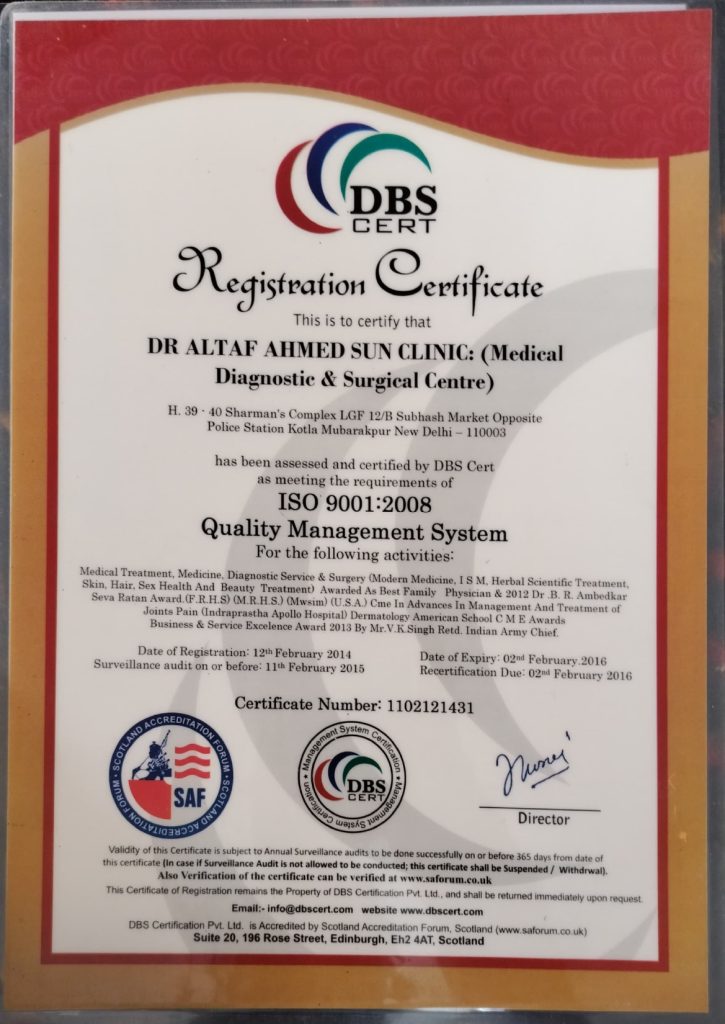 DBS
CERT
Registration Certificate
This is to certify that
DR ALTAF AHMED SUN CLINIC: (Medical
Diagnostic & Surgical Centre)
H. 39 - 40 Sharman's Complex LGF 12/B Subhash Market Opposite
Police Station Kotla Mubarakpur New Delhi – 110003
has been assessed and certified by DBS Cert
as meeting the requirements of
ISO 9001:2008
Quality Management System
For the following activities:
Medical Treatment, Medicine, Diagnostic Service & Surgery (Modern Medicine, I S M, Herbal Scientific Treatment,
Skin, Hair, Sex Health And Beauty Treatment) Awarded As Best Family Physician & 2012 Dr .B. R. Ambedkar
Seva Ratan Award.(F.R.H.S) (M.R.H.S.) (Mwsim) (U.S.A.) Cme In Advances In Management And Treatment of
Joints Pain (Indraprastha Apollo Hospital) Dermatology American School C M E Awards
Business & Service Excelence Award 2013 By Mr.V.K.Singh Retd. Indian Army Chief.
Date of Registration: 12th February 2014
Date of Expiry: 02nd February.2016
Surveillance audit on or before: 11th February 2015
Recertification Due: 02nd February 2016
Certificate Number: 1102121431
SCOTLAND ACCREDITATION FORUM · SCOTLAND ACCREDITATION FORUM ·
SAF
Management System Certification ★ Management System Certification ★
DBS
CERT
Director
Validity of this Certificate is subject to Annual Surveillance audits to be done successfully on or before 365 days from date of
this certificate (In case if Surveillance Audit is not allowed to be conducted; this certificate shall be Suspended / Withdrwal).
Also Verification of the certificate can be verified at www.saforum.co.uk
This Certificate of Registration remains the Property of DBS Certification Pvt. Ltd., and shall be returned immediately upon request.
Email:- info@dbscert.com website www.dbscert.com
DBS Certification Pvt. Ltd. is Accredited by Scotland Accreditation Forum, Scotland (www.saforum.co.uk)
Suite 20, 196 Rose Street, Edinburgh, Eh2 4AT, Scotland